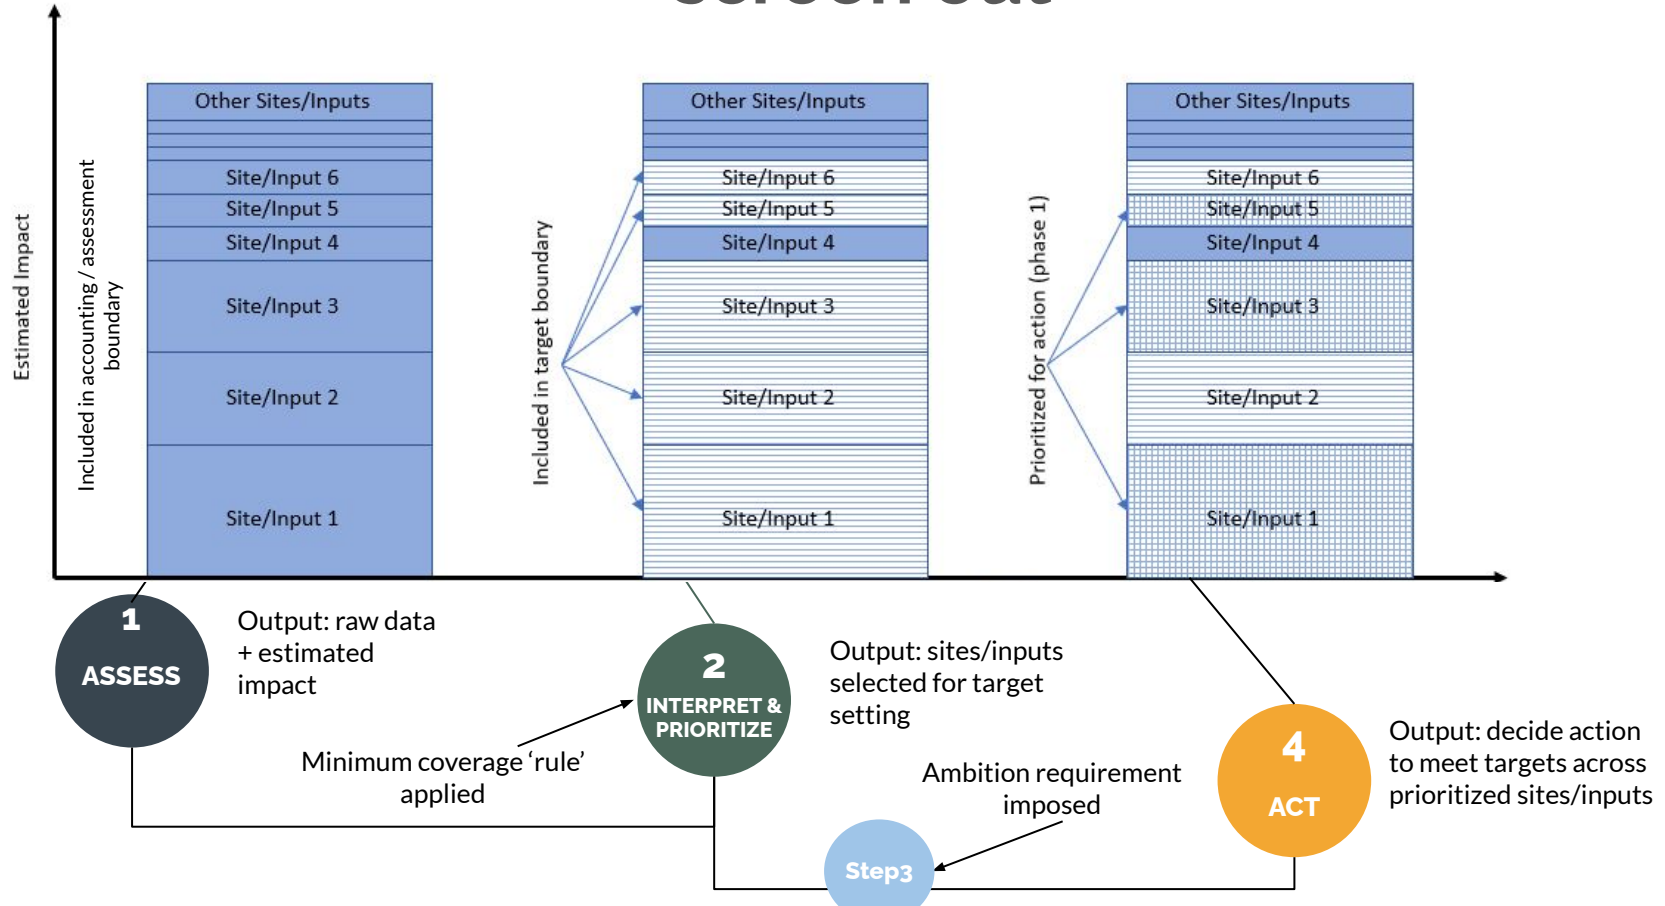 screen out
Estimated Impact
Included in accounting / assessment
boundary
Other Sites/Inputs
Site/Input 6
Site/Input 5
Site/Input 4
Site/Input 3
Site/Input 2
Site/Input 1
Included in target boundary
Other Sites/Inputs
Site/Input 6
Site/Input 5
Site/Input 4
Site/Input 3
Site/Input 2
Site/Input 1
Prioritized for action (phase 1)
Other Sites/Inputs
Site/Input 6
Site/Input 5
Site/Input 4
Site/Input 3
Site/Input 2
Site/Input 1
1
ASSESS
Output: raw data
+ estimated
impact
Minimum coverage ‘rule’
applied
2
INTERPRET &
PRIORITIZE
Output: sites/inputs
selected for target
setting
Ambition requirement
imposed
Step3
4
ACT
Output: decide action
to meet targets across
prioritized sites/inputs